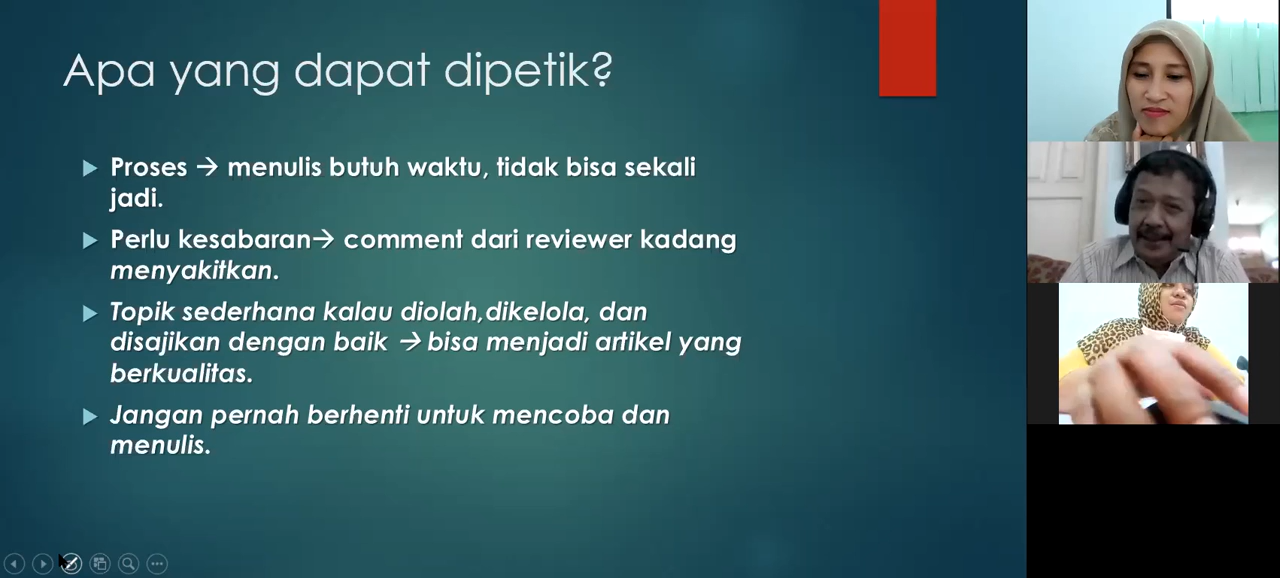 Apa yang dapat dipetik?
Proses → menulis butuh waktu, tidak bisa sekali
jadi.
Perlu kesabaran→ comment dari reviewer kadang
menyakitkan.
Topik sederhana kalau diolah,dikelola, dan
disajikan dengan baik → bisa menjadi artikel yang
berkualitas.
Jangan pernah berhenti untuk mencoba dan
menulis.